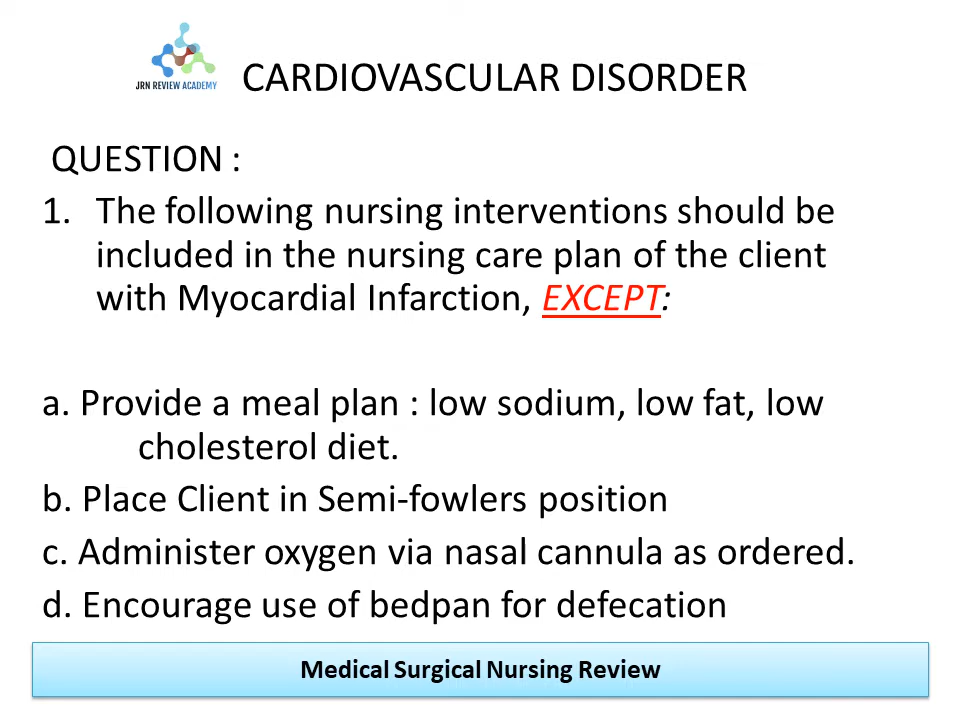 JRN REVIEW ACADEMY
CARDIOVASCULAR DISORDER
QUESTION :
1. The following nursing interventions should be
included in the nursing care plan of the client
with Myocardial Infarction, EXCEPT:
a. Provide a meal plan : low sodium, low fat, low
cholesterol diet.
b. Place Client in Semi-fowlers position
c. Administer oxygen via nasal cannula as ordered.
d. Encourage use of bedpan for defecation
Medical Surgical Nursing Review